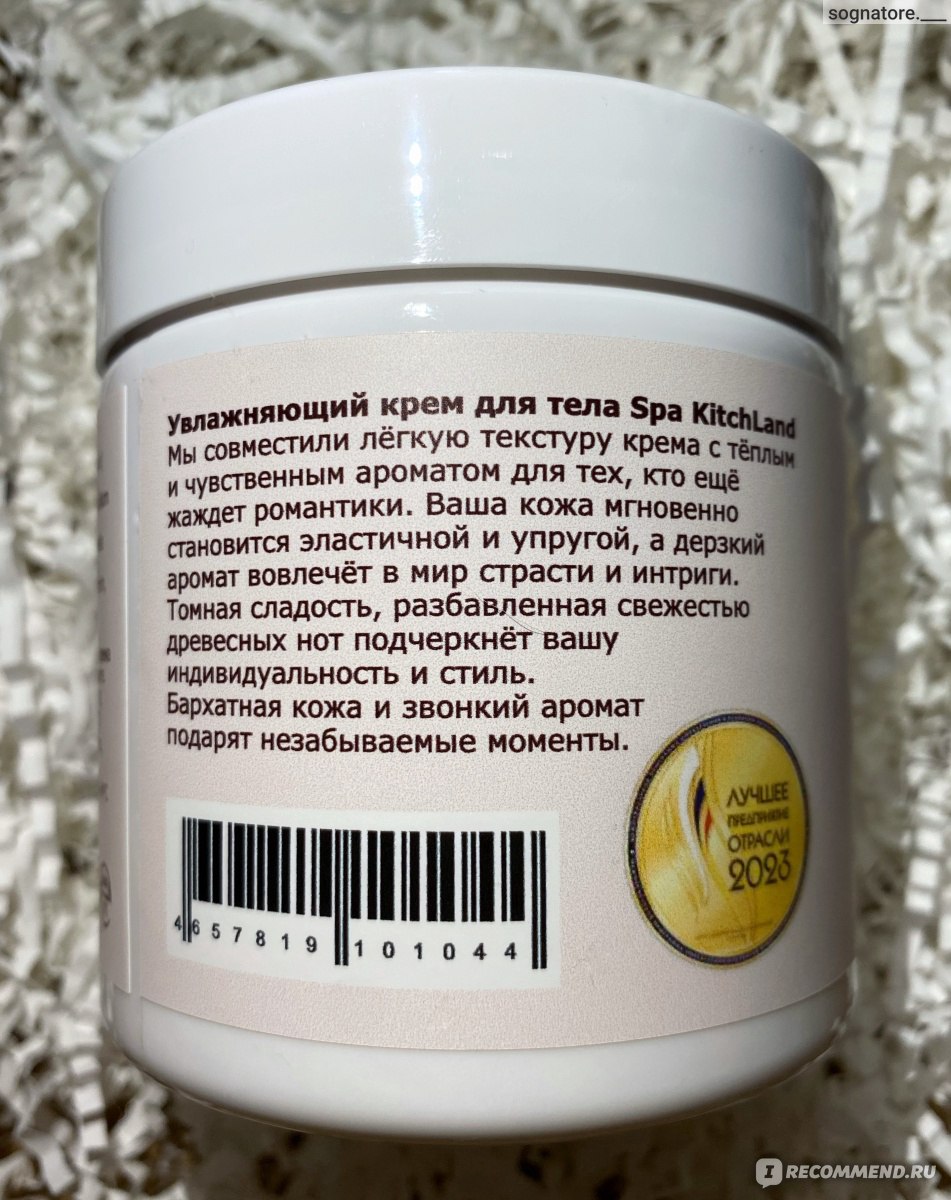 sognatore.___
Увлажняющий крем для тела Spa KitchLand
Мы совместили лёгкую текстуру крема с тёплым
и чувственным ароматом для тех, кто ещё
жаждет романтики. Ваша кожа мгновенно
становится эластичной и упругой, а дерзкий
аромат вовлечёт в мир страсти и интриги.
Томная сладость, разбавленная свежестью
древесных нот подчеркнёт вашу
индивидуальность и стиль.
Бархатная кожа и звонкий аромат
подарят незабываемые моменты.
ЛУЧШЕЕ
ПРЕДПРИЯТИЕ
ОТРАСЛИ
2023
4 657819 101044
I RECOMMEND.RU